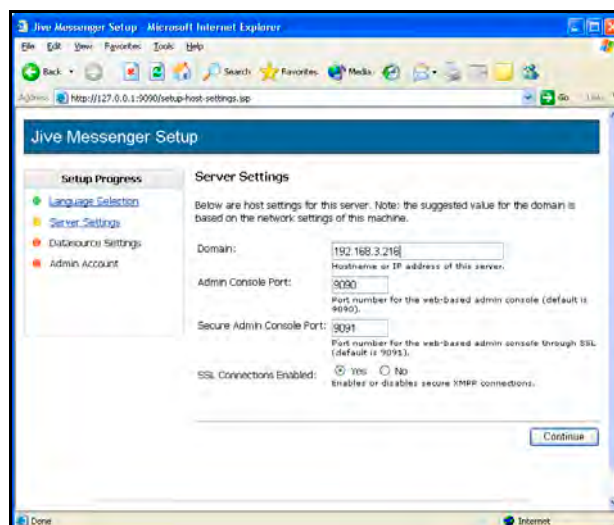 Jive Messenger Setup - Microsoft Internet Explorer
File Edit View Favorites Tools Help
Back Search Favorites Media
Address http://127.0.0.1:9090/setup-host-settings.jsp Go Links
Jive Messenger Setup
Setup Progress
Language Selection
Server Settings
Datasource Settings
Admin Account
Server Settings
Below are host settings for this server. Note: the suggested value for the domain is
based on the network settings of this machine.
Domain: 192.168.3.216
Hostname or IP address of this server.
Admin Console Port: 9090
Port number for the web-based admin console (default is
9090).
Secure Admin Console Port: 9091
Port number for the web-based admin console through SSL
(default is 9091).
SSL Connections Enabled: Yes No
Enables or disables secure XMPP connections.
Continue
Done Internet